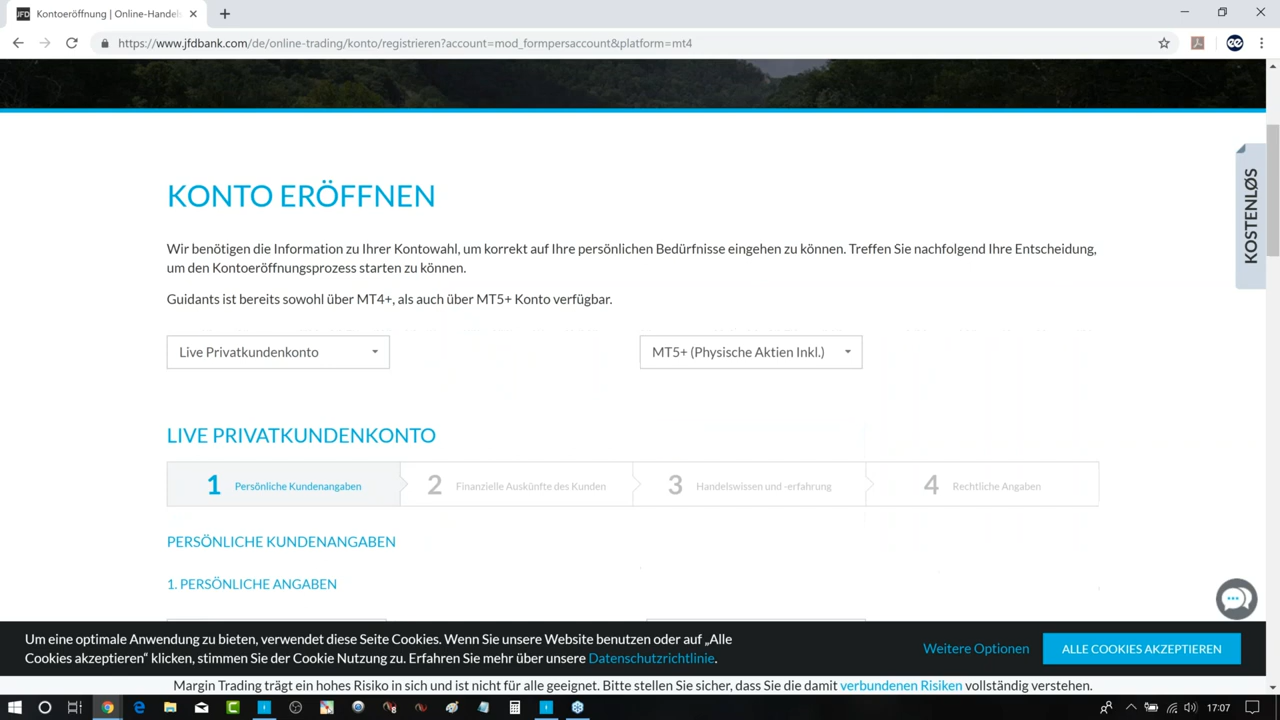 JFD Kontoeröffnung | Online-Handels
https://www.jfdbank.com/de/online-trading/konto/registrieren?account=mod_formpersaccount&platform=mt4
KOSTENLØS
KONTO ERÖFFNEN
Wir benötigen die Information zu Ihrer Kontowahl, um korrekt auf Ihre persönlichen Bedürfnisse eingehen zu können. Treffen Sie nachfolgend Ihre Entscheidung,
um den Kontoeröffnungsprozess starten zu können.
Guidants ist bereits sowohl über MT4+, als auch über MT5+ Konto verfügbar.
Live Privatkundenkonto
MT5+ (Physische Aktien Inkl.)
LIVE PRIVATKUNDENKONTO
1 Persönliche Kundenangaben
2 Finanzielle Auskünfte des Kunden
3 Handelswissen und -erfahrung
4 Rechtliche Angaben
PERSÖNLICHE KUNDENANGABEN
1. PERSÖNLICHE ANGABEN
Um eine optimale Anwendung zu bieten, verwendet diese Seite Cookies. Wenn Sie unsere Website benutzen oder auf „Alle
Cookies akzeptieren“ klicken, stimmen Sie der Cookie Nutzung zu. Erfahren Sie mehr über unsere Datenschutzrichtlinie.
Weitere Optionen
ALLE COOKIES AKZEPTIEREN
Margin Trading trägt ein hohes Risiko in sich und ist nicht für alle geeignet. Bitte stellen Sie sicher, dass Sie die damit verbundenen Risiken vollständig verstehen.
17:07